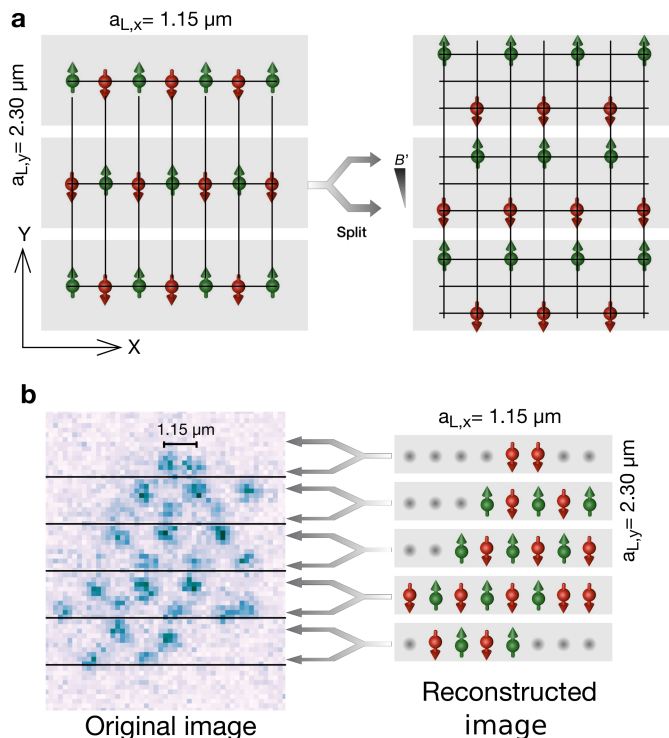 a
a_L,x= 1.15 µm
a_L,y= 2.30 µm
Y
X
Split
B'
b
1.15 µm
a_L,x= 1.15 µm
a_L,y= 2.30 µm
Original image
Reconstructed
image